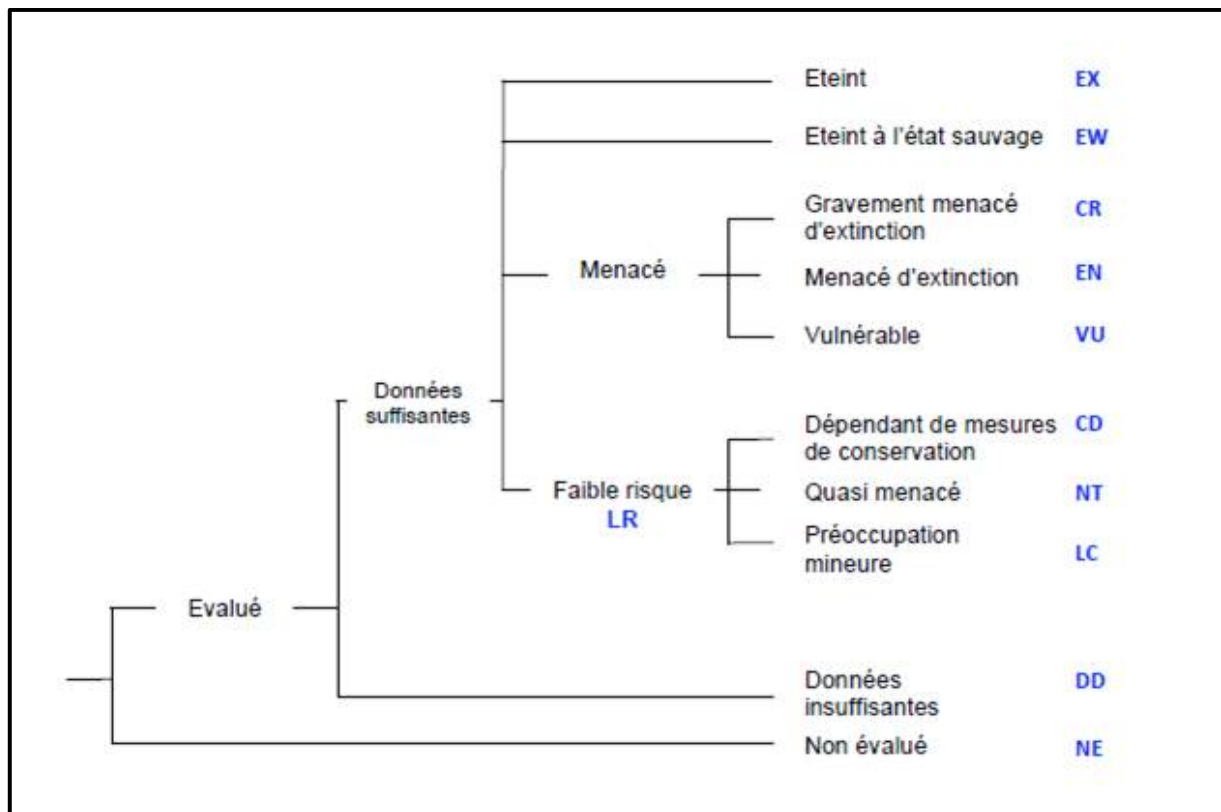 Eteint EX
Eteint à l'état sauvage EW
Gravement menacé
d'extinction CR
Menacé
Menacé d'extinction EN
Vulnérable VU
Données
suffisantes
Dépendant de mesures
de conservation CD
Faible risque
LR
Quasi menacé NT
Préoccupation
mineure LC
Evalué
Données
insuffisantes DD
Non évalué NE